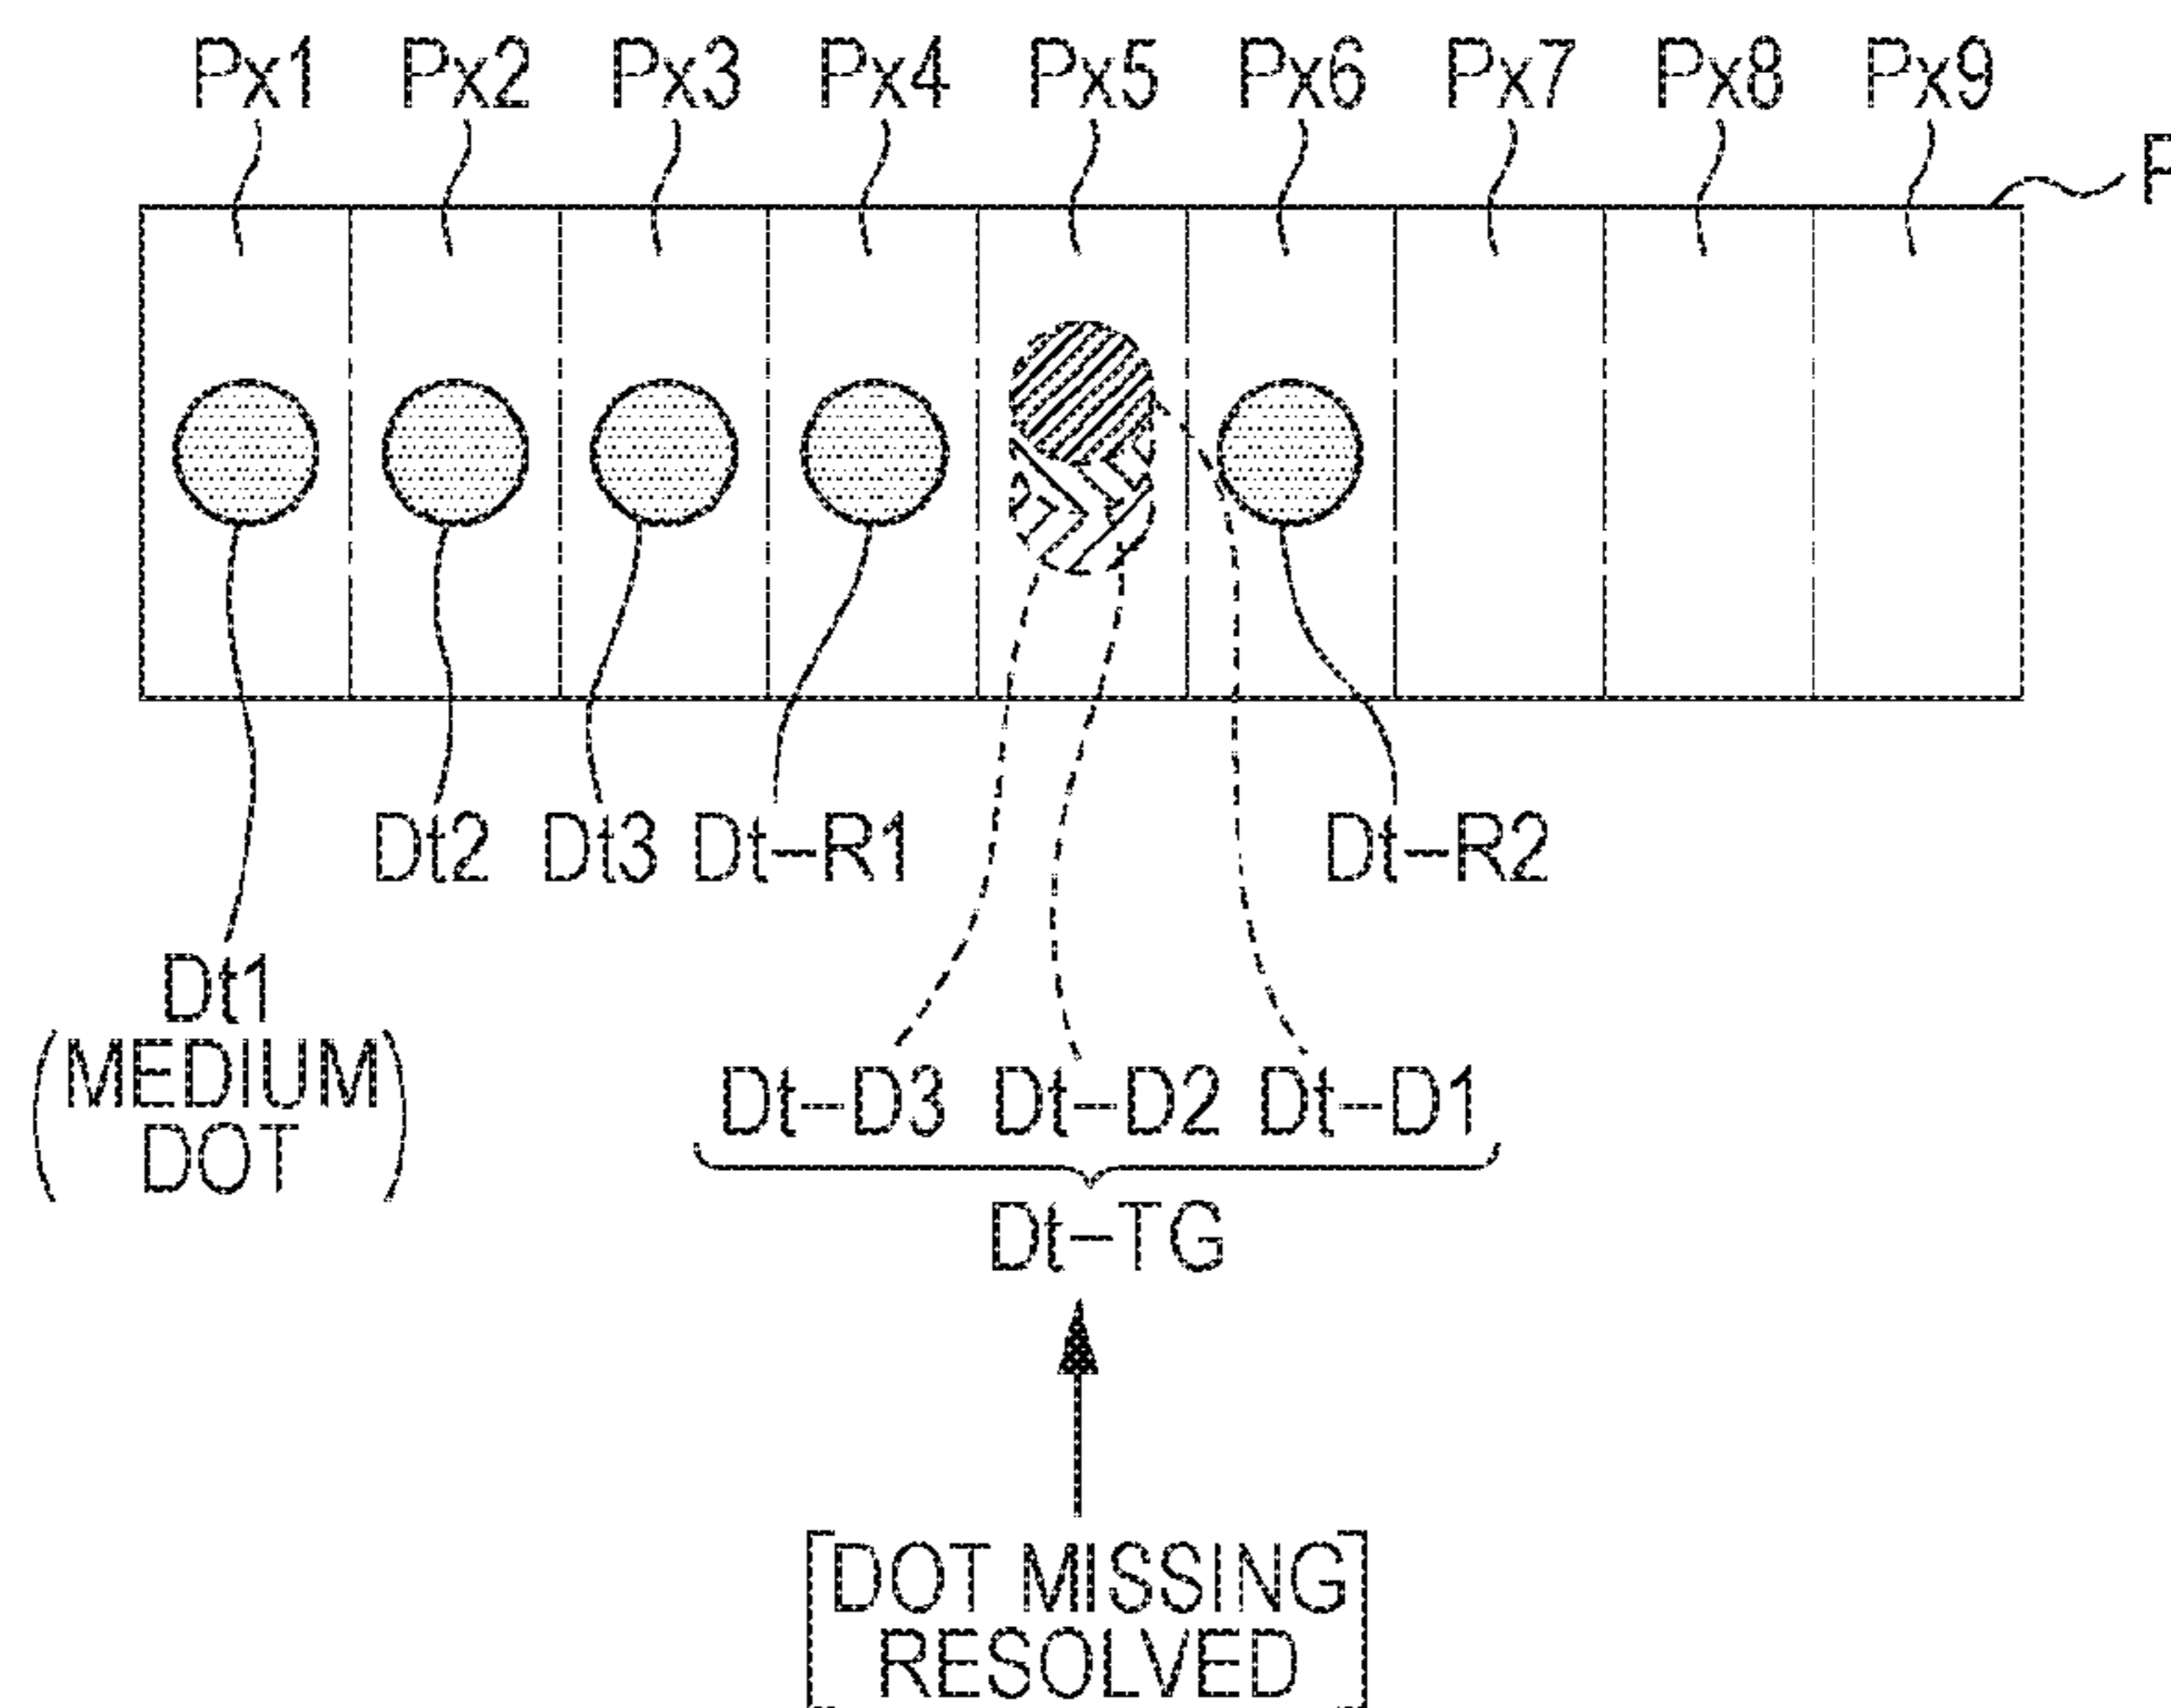 Px1 Px2 Px3 Px4 Px5 Px6 Px7 Px8 Px9
Dt2 Dt3 Dt-R1 Dt-R2
Dt1
(MEDIUM
DOT)
Dt-D3 Dt-D2 Dt-D1
Dt-TG
[DOT MISSING
RESOLVED]